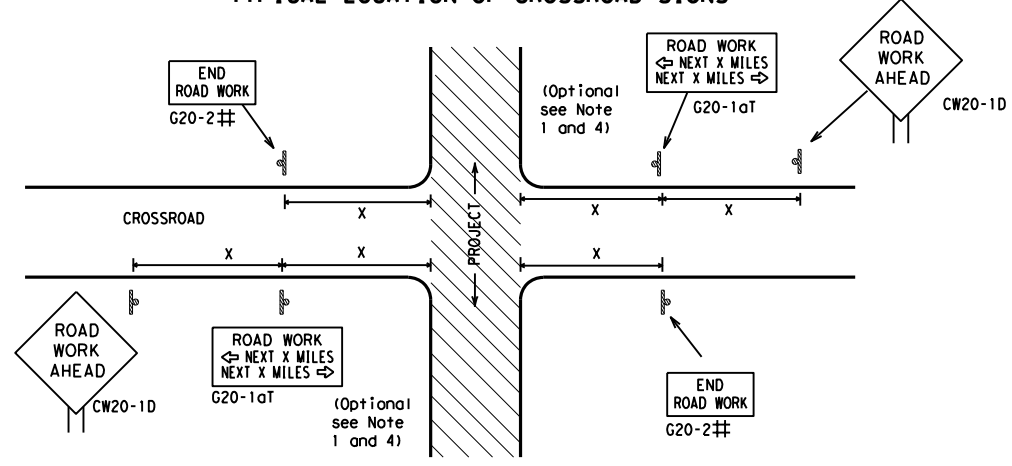 TYPICAL LOCATION OF CROSSROAD SIGNS
END
ROAD WORK
G20-2#
(Optional
see Note
1 and 4)
ROAD WORK
⇦ NEXT X MILES
NEXT X MILES ⇨
G20-1aT
ROAD
WORK
AHEAD
CW20-1D
X
X
X
CROSSROAD
PROJECT
X
X
X
ROAD
WORK
AHEAD
CW20-1D
ROAD WORK
⇦ NEXT X MILES
NEXT X MILES ⇨
G20-1aT
(Optional
see Note
1 and 4)
END
ROAD WORK
G20-2#